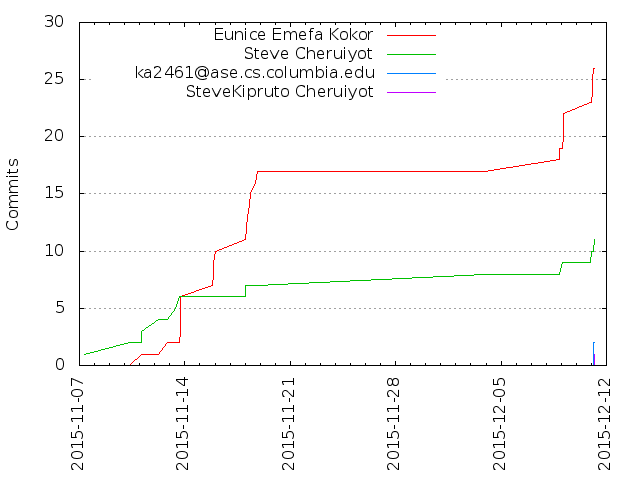 30
25
20
15
10
5
0
Commits
Eunice Emefa Kokor
Steve Cheruiyot
ka2461@ase.cs.columbia.edu
SteveKipruto Cheruiyot
2015-11-07
2015-11-14
2015-11-21
2015-11-28
2015-12-05
2015-12-12